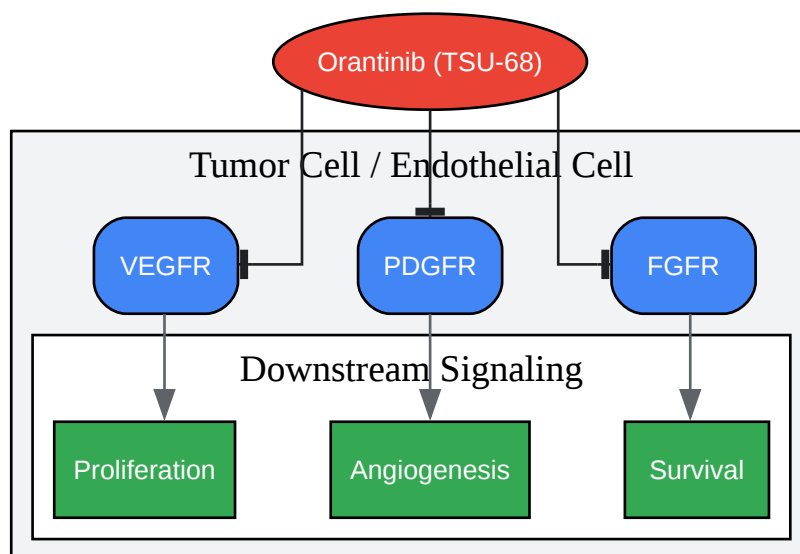 Orantinib (TSU-68)
Tumor Cell / Endothelial Cell
VEGFR
PDGFR
FGFR
Downstream Signaling
Proliferation
Angiogenesis
Survival